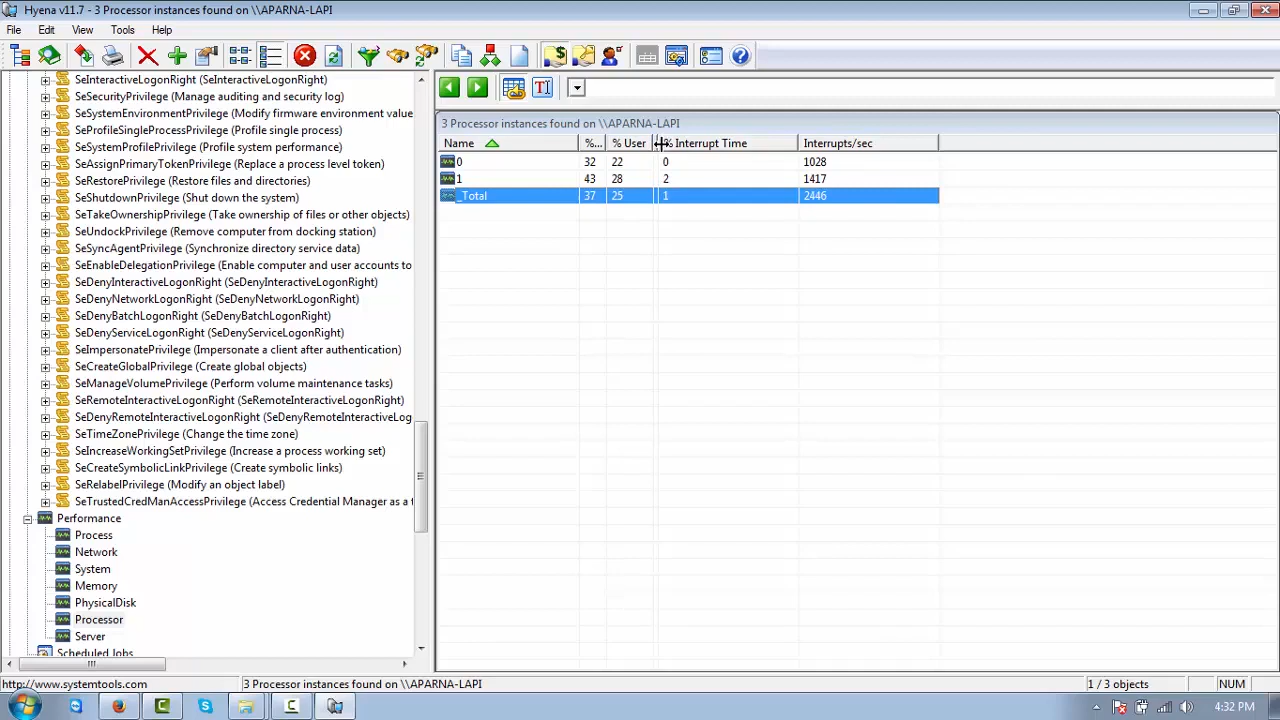 Hyena v11.7 - 3 Processor instances found on \\APARNA-LAPI
File Edit View Tools Help
SeInteractiveLogonRight (SeInteractiveLogonRight)
SeSecurityPrivilege (Manage auditing and security log)
SeSystemEnvironmentPrivilege (Modify firmware environment value
SeProfileSingleProcessPrivilege (Profile single process)
SeSystemProfilePrivilege (Profile system performance)
SeAssignPrimaryTokenPrivilege (Replace a process level token)
SeRestorePrivilege (Restore files and directories)
SeShutdownPrivilege (Shut down the system)
SeTakeOwnershipPrivilege (Take ownership of files or other objects)
SeUndockPrivilege (Remove computer from docking station)
SeSyncAgentPrivilege (Synchronize directory service data)
SeEnableDelegationPrivilege (Enable computer and user accounts to
SeDenyInteractiveLogonRight (SeDenyInteractiveLogonRight)
SeDenyNetworkLogonRight (SeDenyNetworkLogonRight)
SeDenyBatchLogonRight (SeDenyBatchLogonRight)
SeDenyServiceLogonRight (SeDenyServiceLogonRight)
SeImpersonatePrivilege (Impersonate a client after authentication)
SeCreateGlobalPrivilege (Create global objects)
SeManageVolumePrivilege (Perform volume maintenance tasks)
SeRemoteInteractiveLogonRight (SeRemoteInteractiveLogonRight)
SeDenyRemoteInteractiveLogonRight (SeDenyRemoteInteractiveLog
SeTimeZonePrivilege (Change the time zone)
SeIncreaseWorkingSetPrivilege (Increase a process working set)
SeCreateSymbolicLinkPrivilege (Create symbolic links)
SeRelabelPrivilege (Modify an object label)
SeTrustedCredManAccessPrivilege (Access Credential Manager as a t
Performance
Process
Network
System
Memory
PhysicalDisk
Processor
Server
Scheduled Jobs
3 Processor instances found on \\APARNA-LAPI
Name %... % User % Interrupt Time Interrupts/sec
0 32 22 0 1028
1 43 28 2 1417
_Total 37 25 1 2446
http://www.systemtools.com 3 Processor instances found on \\APARNA-LAPI 1 / 3 objects NUM
4:32 PM